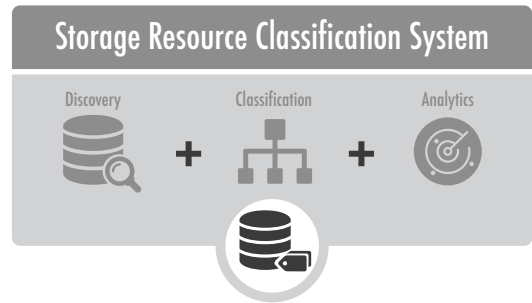 Storage Resource Classification System
Discovery
Classification
Analytics